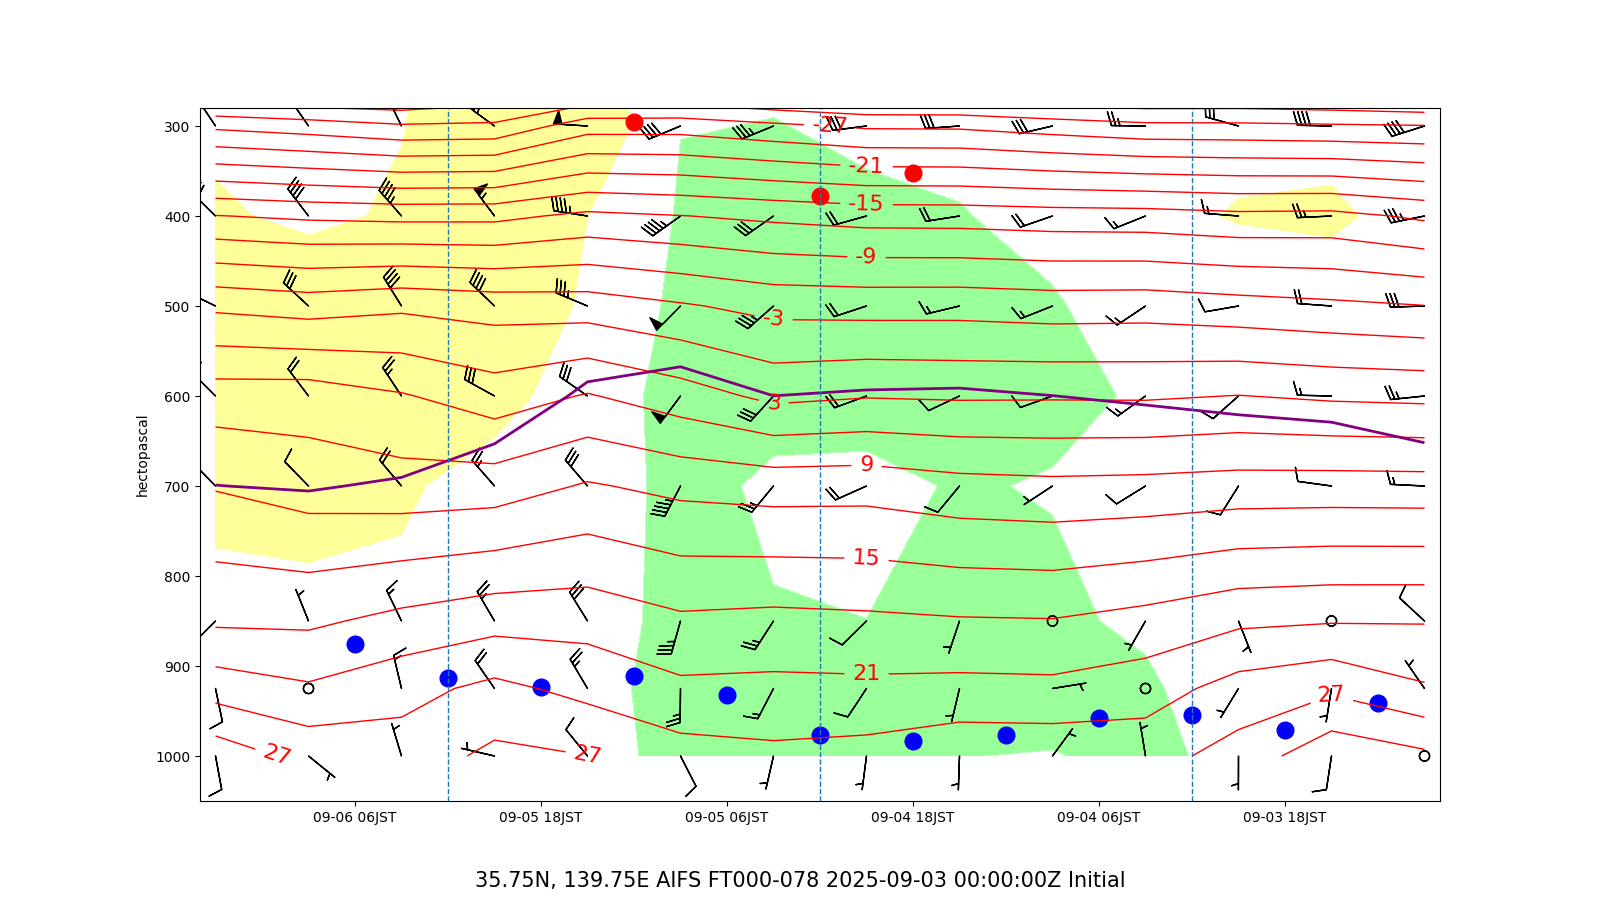 300
400
500
600
700
800
900
1000
hectopascal
-27
-21
-15
-9
-3
3
9
15
21
27
27
27
09-06 06JST
09-05 18JST
09-05 06JST
09-04 18JST
09-04 06JST
09-03 18JST
35.75N, 139.75E AIFS FT000-078 2025-09-03 00:00:00Z Initial